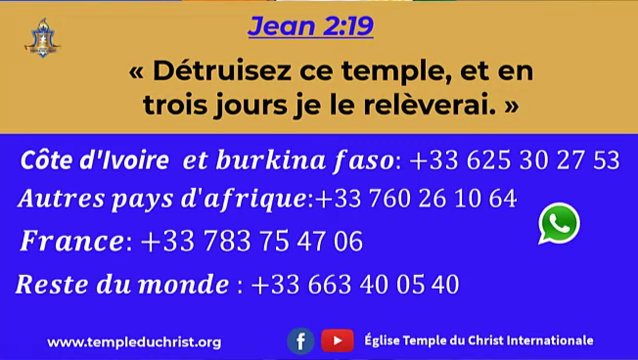 Jean 2:19
« Détruisez ce temple, et en
trois jours je le relèverai. »
Côte d'Ivoire et burkina faso: +33 625 30 27 53
Autres pays d'afrique:+33 760 26 10 64
France: +33 783 75 47 06
Reste du monde : +33 663 40 05 40
www.templeduchrist.org
Église Temple du Christ Internationale